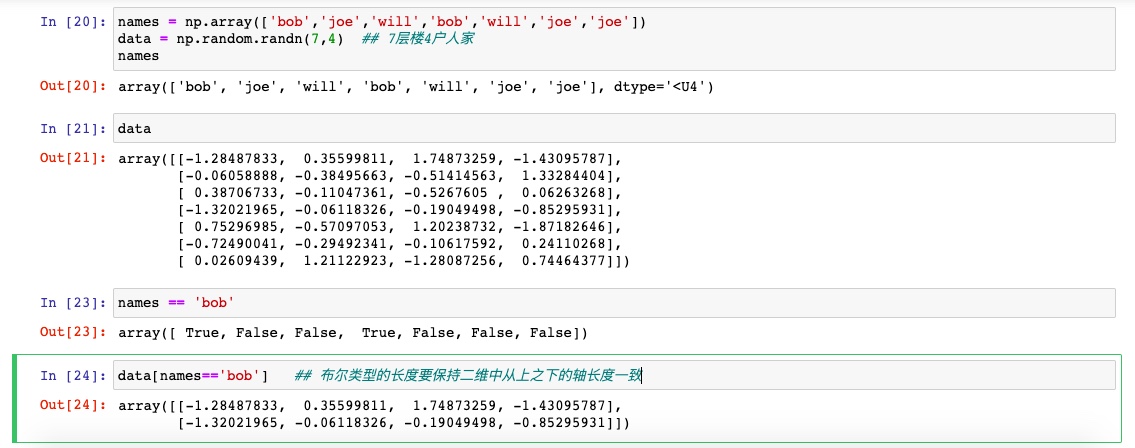 In [20]: names = np.array(['bob','joe','will','bob','will','joe','joe'])
data = np.random.randn(7,4)  ## 7层楼4户人家
names
Out[20]: array(['bob', 'joe', 'will', 'bob', 'will', 'joe', 'joe'], dtype='<U4')
In [21]: data
Out[21]: array([[-1.28487833,  0.35599811,  1.74873259, -1.43095787],
[-0.06058888, -0.38495663, -0.51414563,  1.33284404],
[ 0.38706733, -0.11047361, -0.5267605 ,  0.06263268],
[-1.32021965, -0.06118326, -0.19049498, -0.85295931],
[ 0.75296985, -0.57097053,  1.20238732, -1.87182646],
[-0.72490041, -0.29492341, -0.10617592,  0.24110268],
[ 0.02609439,  1.21122923, -1.28087256,  0.74464377]])
In [23]: names == 'bob'
Out[23]: array([ True, False, False,  True, False, False, False])
In [24]: data[names=='bob']   ## 布尔类型的长度要保持二维中从上之下的轴长度一致
Out[24]: array([[-1.28487833,  0.35599811,  1.74873259, -1.43095787],
[-1.32021965, -0.06118326, -0.19049498, -0.85295931]])